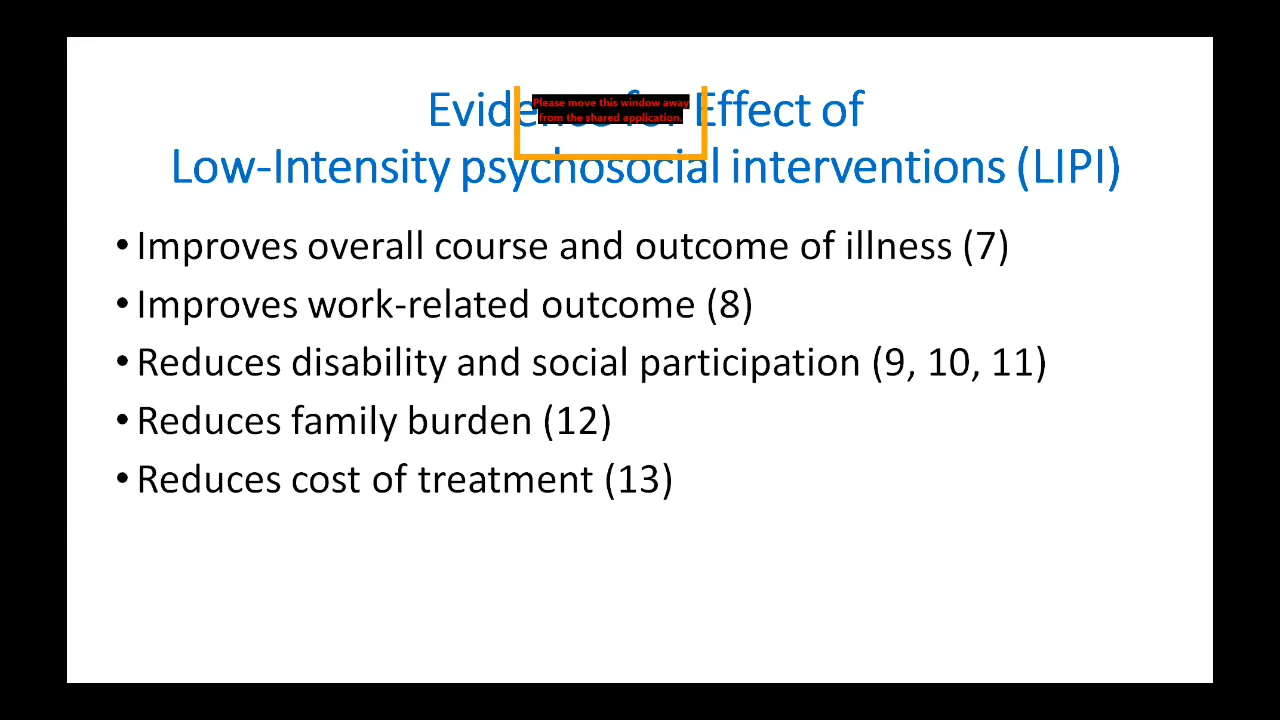 Evidence for Effect of
Please move this window away
from the shared application.
Low-Intensity psychosocial interventions (LIPI)
• Improves overall course and outcome of illness (7)
• Improves work-related outcome (8)
• Reduces disability and social participation (9, 10, 11)
• Reduces family burden (12)
• Reduces cost of treatment (13)